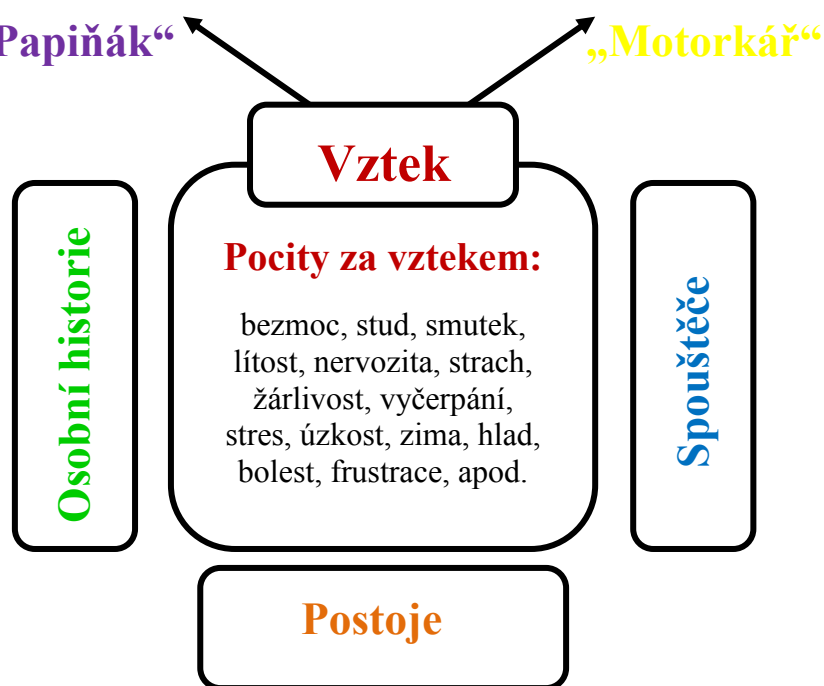 Papiňák“
„Motorkář“
Vztek
Pocity za vztekem:
bezmoc, stud, smutek,
lítost, nervozita, strach,
žárlivost, vyčerpání,
stres, úzkost, zima, hlad,
bolest, frustrace, apod.
Osobní historie
Spouštěče
Postoje